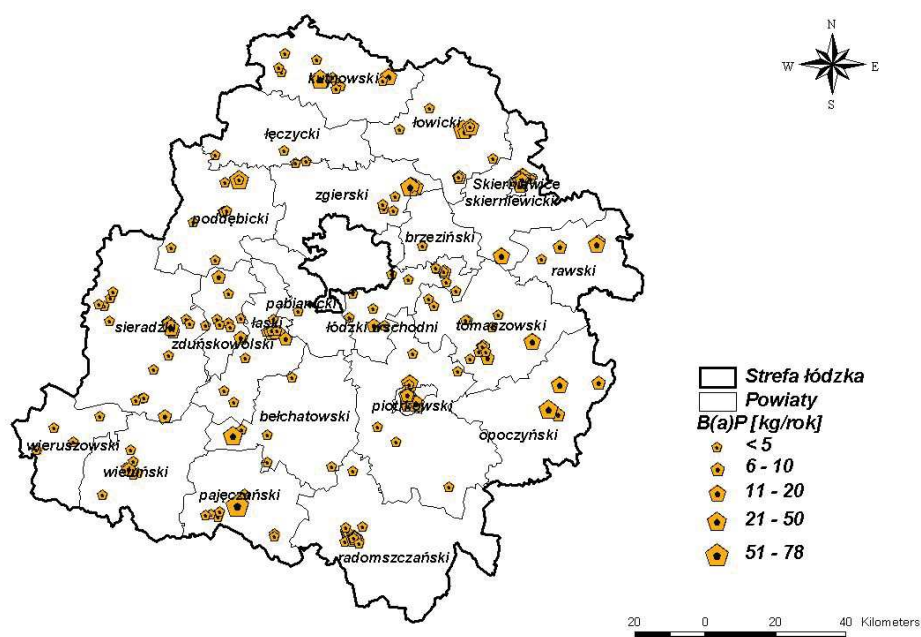 N
W E
S
kutnowski
łowicki
łęczycki
zgierski
Skierniewice
skierniewicki
poddębicki
brzeziński
rawski
pabianicki
sieradzki
łaski
łódzki wschodni
tomaszowski
zduńskowolski
bełchatowski
piotrkowski
opoczyński
wieruszowski
wieluński
pajęczański
radomszczański
Strefa łódzka
Powiaty
B(a)P [kg/rok]
< 5
6 - 10
11 - 20
21 - 50
51 - 78
20 0 20 40 Kilometers